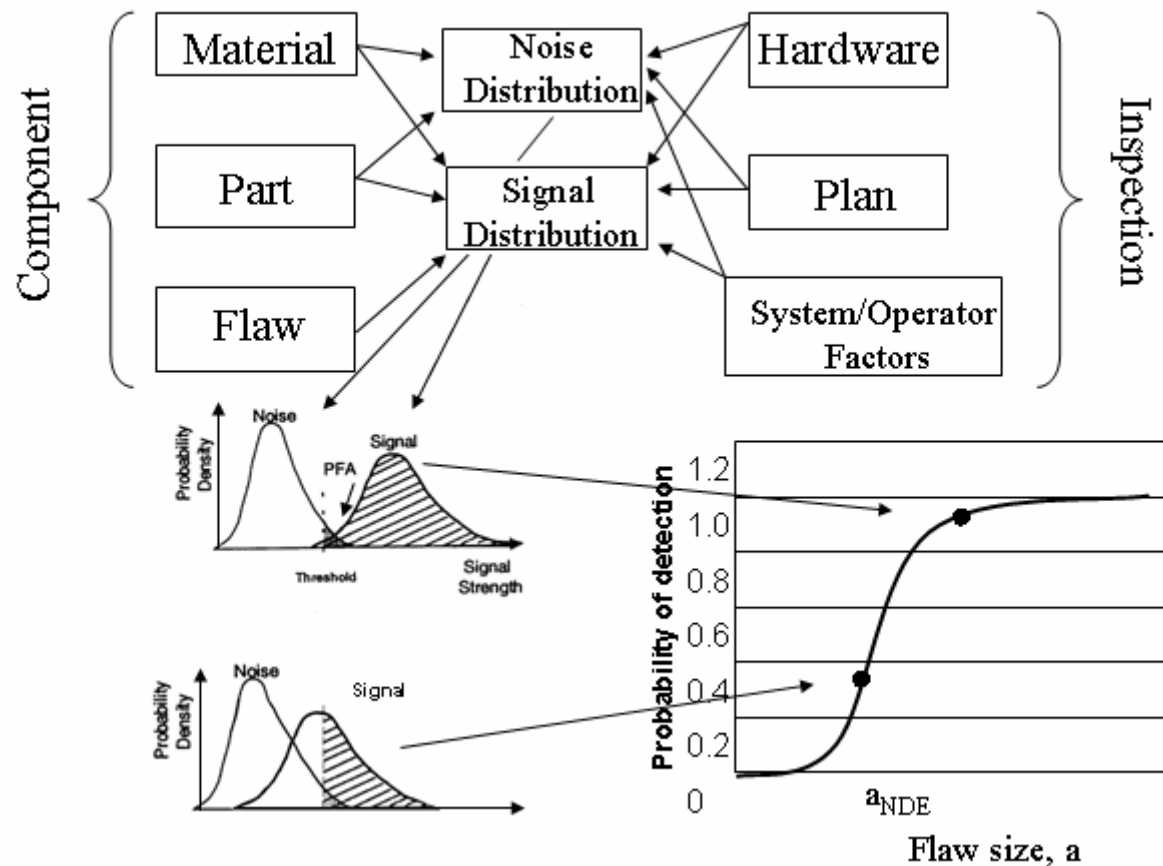 Component
Material
Part
Flaw
Noise
Distribution
Signal
Distribution
Hardware
Plan
System/Operator
Factors
Inspection
Probability
Density
Noise
PFA
Signal
Threshold
Signal
Strength
Probability
Density
Noise
Signal
Probability of detection
1.2
1.0
0.8
0.6
0.4
0.2
0
aNDE
Flaw size, a